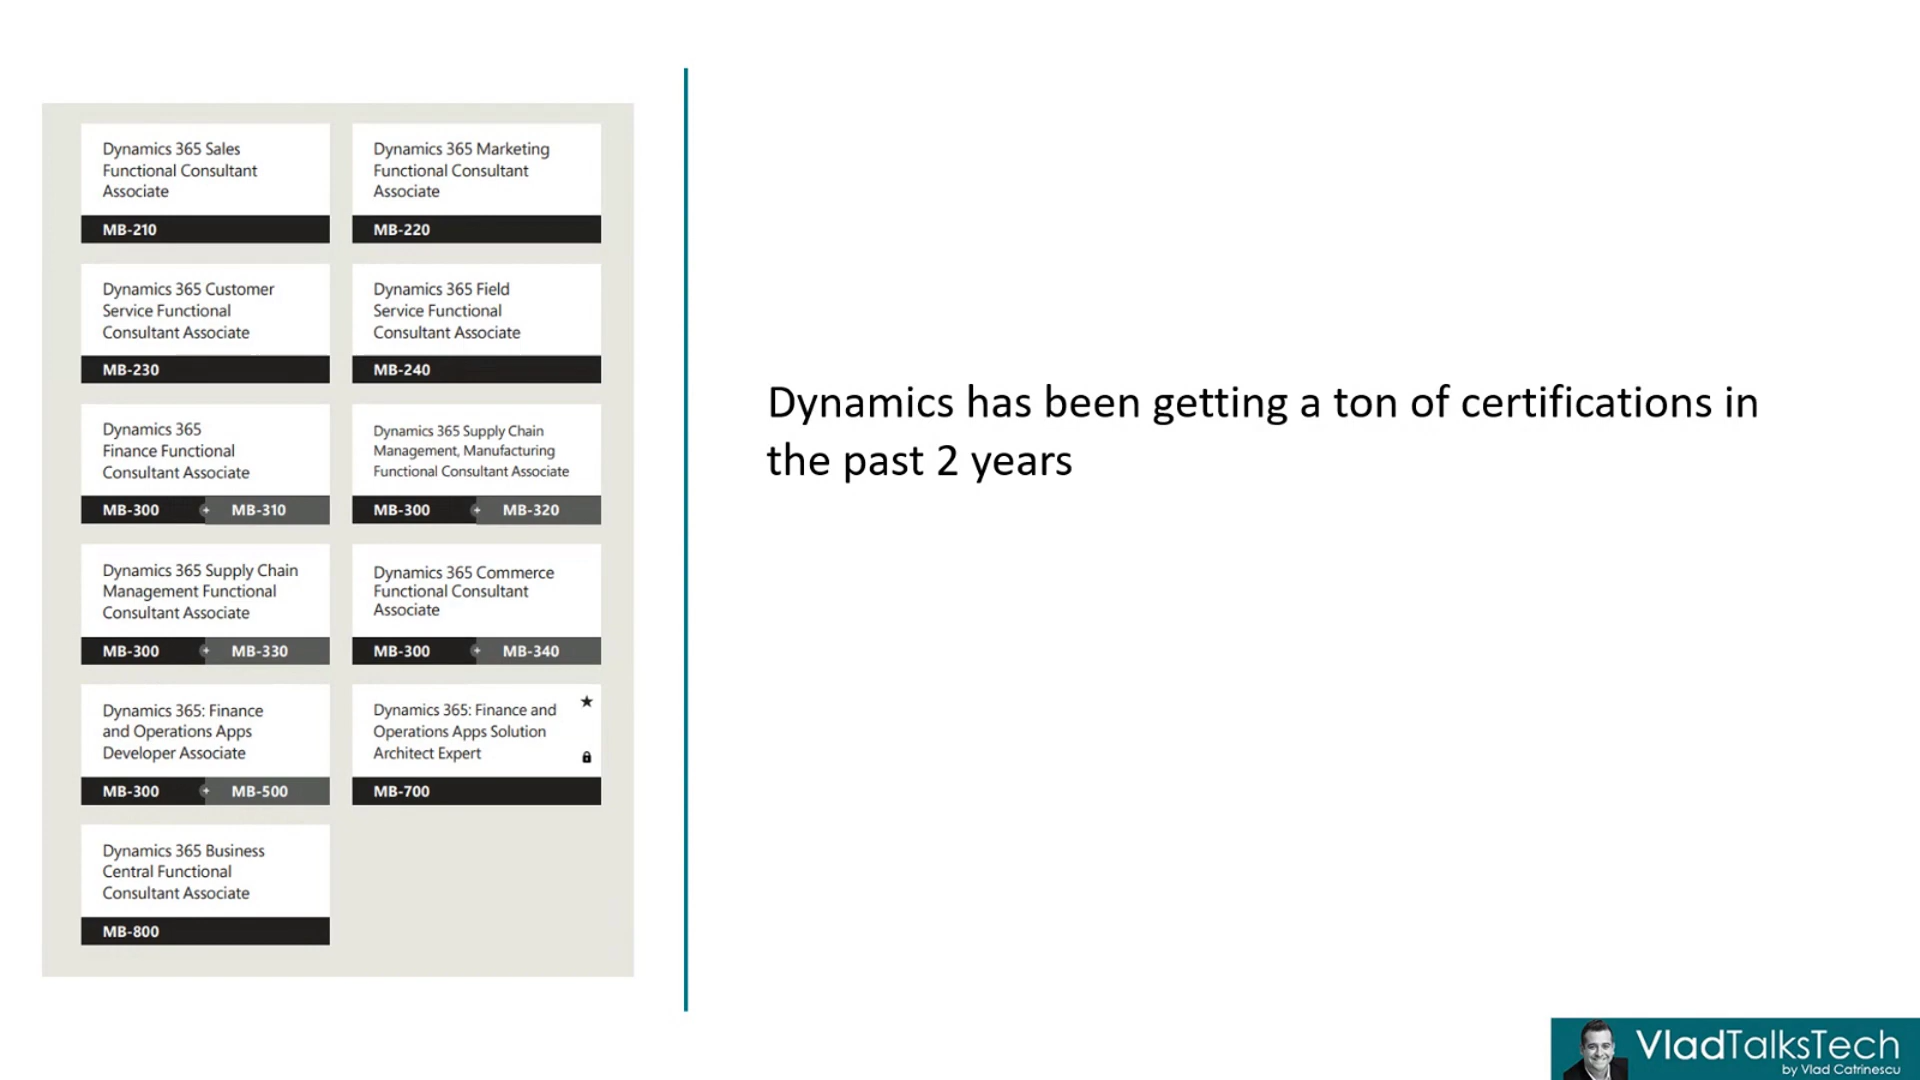 Dynamics 365 Sales
Functional Consultant
Associate
MB-210
Dynamics 365 Marketing
Functional Consultant
Associate
MB-220
Dynamics 365 Customer
Service Functional
Consultant Associate
MB-230
Dynamics 365 Field
Service Functional
Consultant Associate
MB-240
Dynamics 365
Finance Functional
Consultant Associate
MB-300 + MB-310
Dynamics 365 Supply Chain
Management, Manufacturing
Functional Consultant Associate
MB-300 + MB-320
Dynamics 365 Supply Chain
Management Functional
Consultant Associate
MB-300 + MB-330
Dynamics 365 Commerce
Functional Consultant
Associate
MB-300 + MB-340
Dynamics 365: Finance
and Operations Apps
Developer Associate
MB-300 + MB-500
Dynamics 365: Finance and
Operations Apps Solution
Architect Expert
MB-700
Dynamics 365 Business
Central Functional
Consultant Associate
MB-800
Dynamics has been getting a ton of certifications in
the past 2 years
VladTalksTech
by Vlad Catrinescu